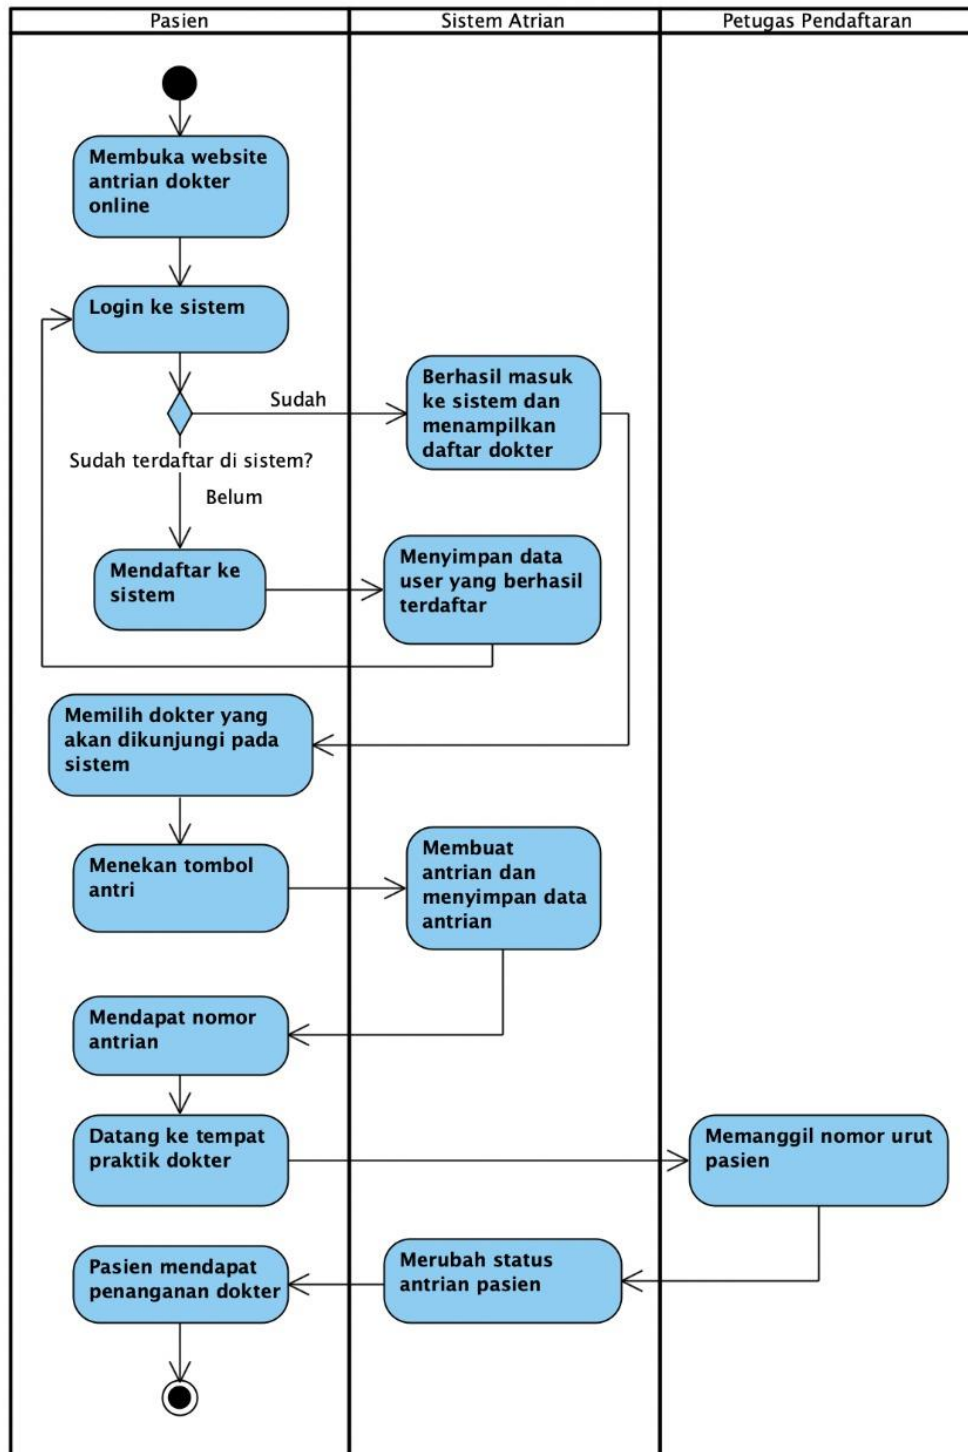 Pasien
Sistem Atrian
Petugas Pendaftaran
Membuka website
antrian dokter
online
Login ke sistem
Sudah
Berhasil masuk
ke sistem dan
menampilkan
daftar dokter
Sudah terdaftar di sistem?
Belum
Mendaftar ke
sistem
Menyimpan data
user yang berhasil
terdaftar
Memilih dokter yang
akan dikunjungi pada
sistem
Menekan tombol
antri
Membuat
antrian dan
menyimpan data
antrian
Mendapat nomor
antrian
Datang ke tempat
praktik dokter
Memanggil nomor urut
pasien
Merubah status
antrian pasien
Pasien mendapat
penanganan dokter